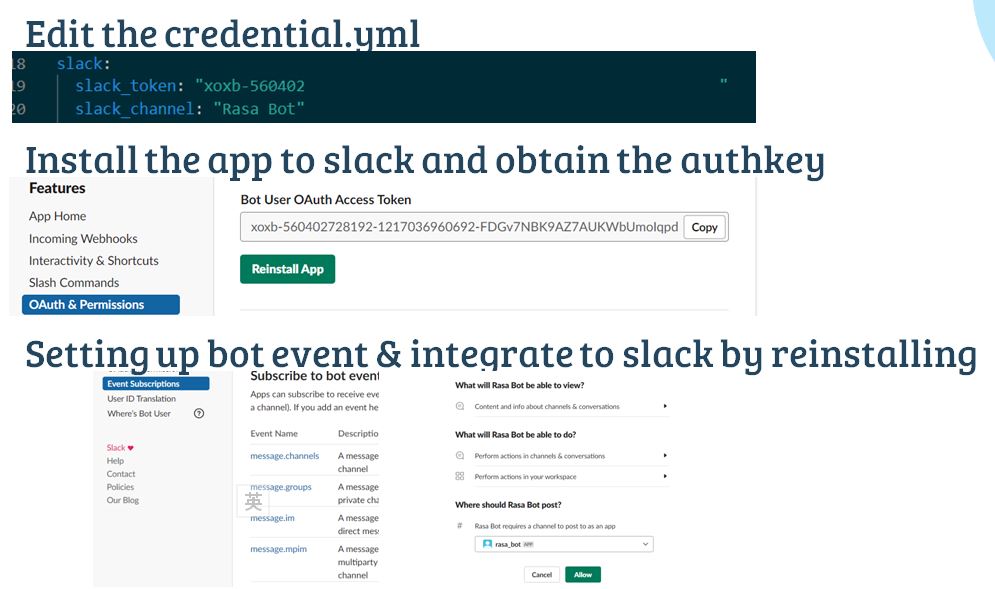 Edit the credential.yml
18 slack:
19 slack_token: "xoxb-560402 "
20 slack_channel: "Rasa Bot"
Install the app to slack and obtain the authkey
Features
App Home
Incoming Webhooks
Interactivity & Shortcuts
Slash Commands
OAuth & Permissions
Bot User OAuth Access Token
xoxb-560402728192-1217036960692-FDGv7NBK9AZ7AUKWbUmolqpd
Copy
Reinstall App
Setting up bot event & integrate to slack by reinstalling
Event Subscriptions
User ID Translation
Where's Bot User
Slack
Help
Contact
Policies
Our Blog
Subscribe to bot event
Apps can subscribe to receive eve
a channel). If you add an event he
Event Name Descriptio
message.channels A message
channel
message.groups A message
private cha
message.im A message
direct mes
message.mpim A message
multiparty
channel
英
What will Rasa Bot be able to view?
Content and info about channels & conversations
What will Rasa Bot be able to do?
Perform actions in channels & conversations
Perform actions in your workspace
Where should Rasa Bot post?
# Rasa Bot requires a channel to post to as an app
rasa_bot APP
Cancel Allow